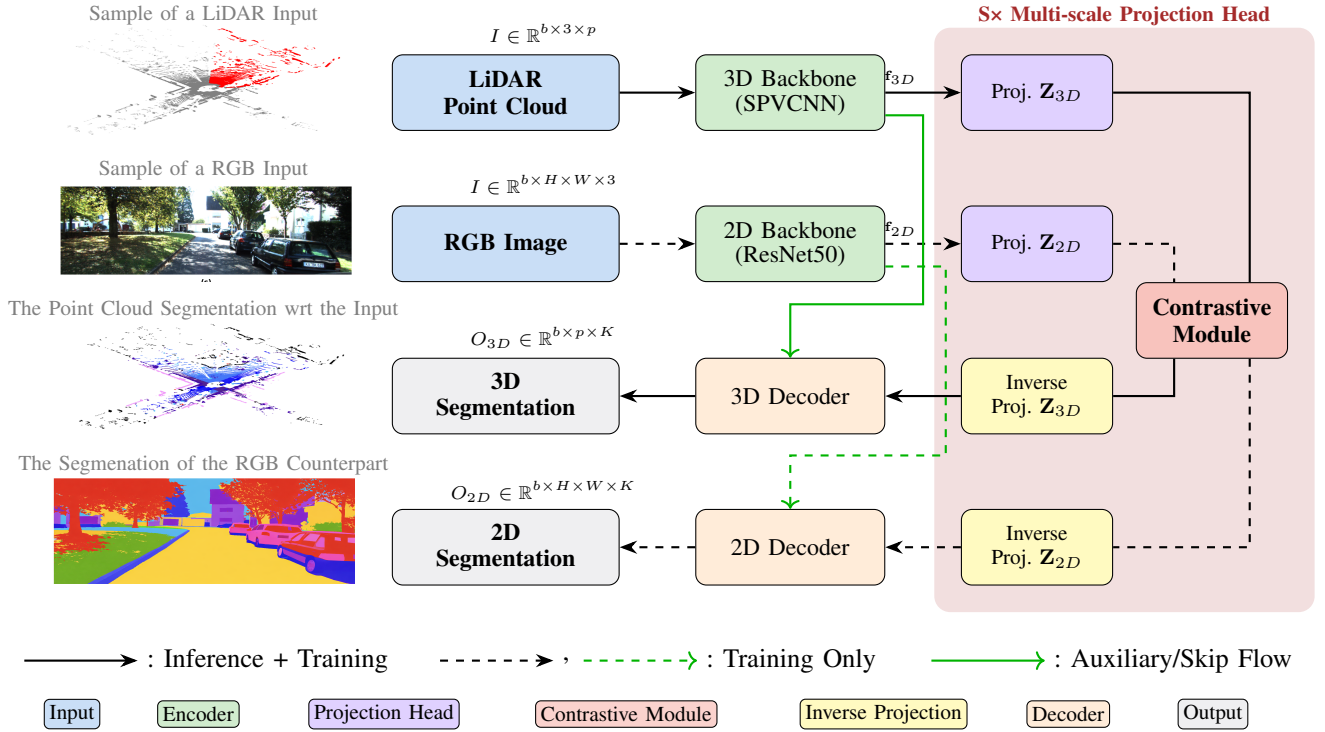 Sample of a LiDAR Input
S× Multi-scale Projection Head
I ∈ ℝ^{b×3×p}
LiDAR
Point Cloud
3D Backbone
(SPVCNN)
f_{3D}
Proj. Z_{3D}
Sample of a RGB Input
I ∈ ℝ^{b×H×W×3}
RGB Image
2D Backbone
(ResNet50)
f_{2D}
Proj. Z_{2D}
Contrastive
Module
The Point Cloud Segmentation wrt the Input
O_{3D} ∈ ℝ^{b×p×K}
3D
Segmentation
3D Decoder
Inverse
Proj. Z_{3D}
The Segmenation of the RGB Counterpart
O_{2D} ∈ ℝ^{b×H×W×K}
2D
Segmentation
2D Decoder
Inverse
Proj. Z_{2D}
: Inference + Training
, : Training Only
: Auxiliary/Skip Flow
Input
Encoder
Projection Head
Contrastive Module
Inverse Projection
Decoder
Output